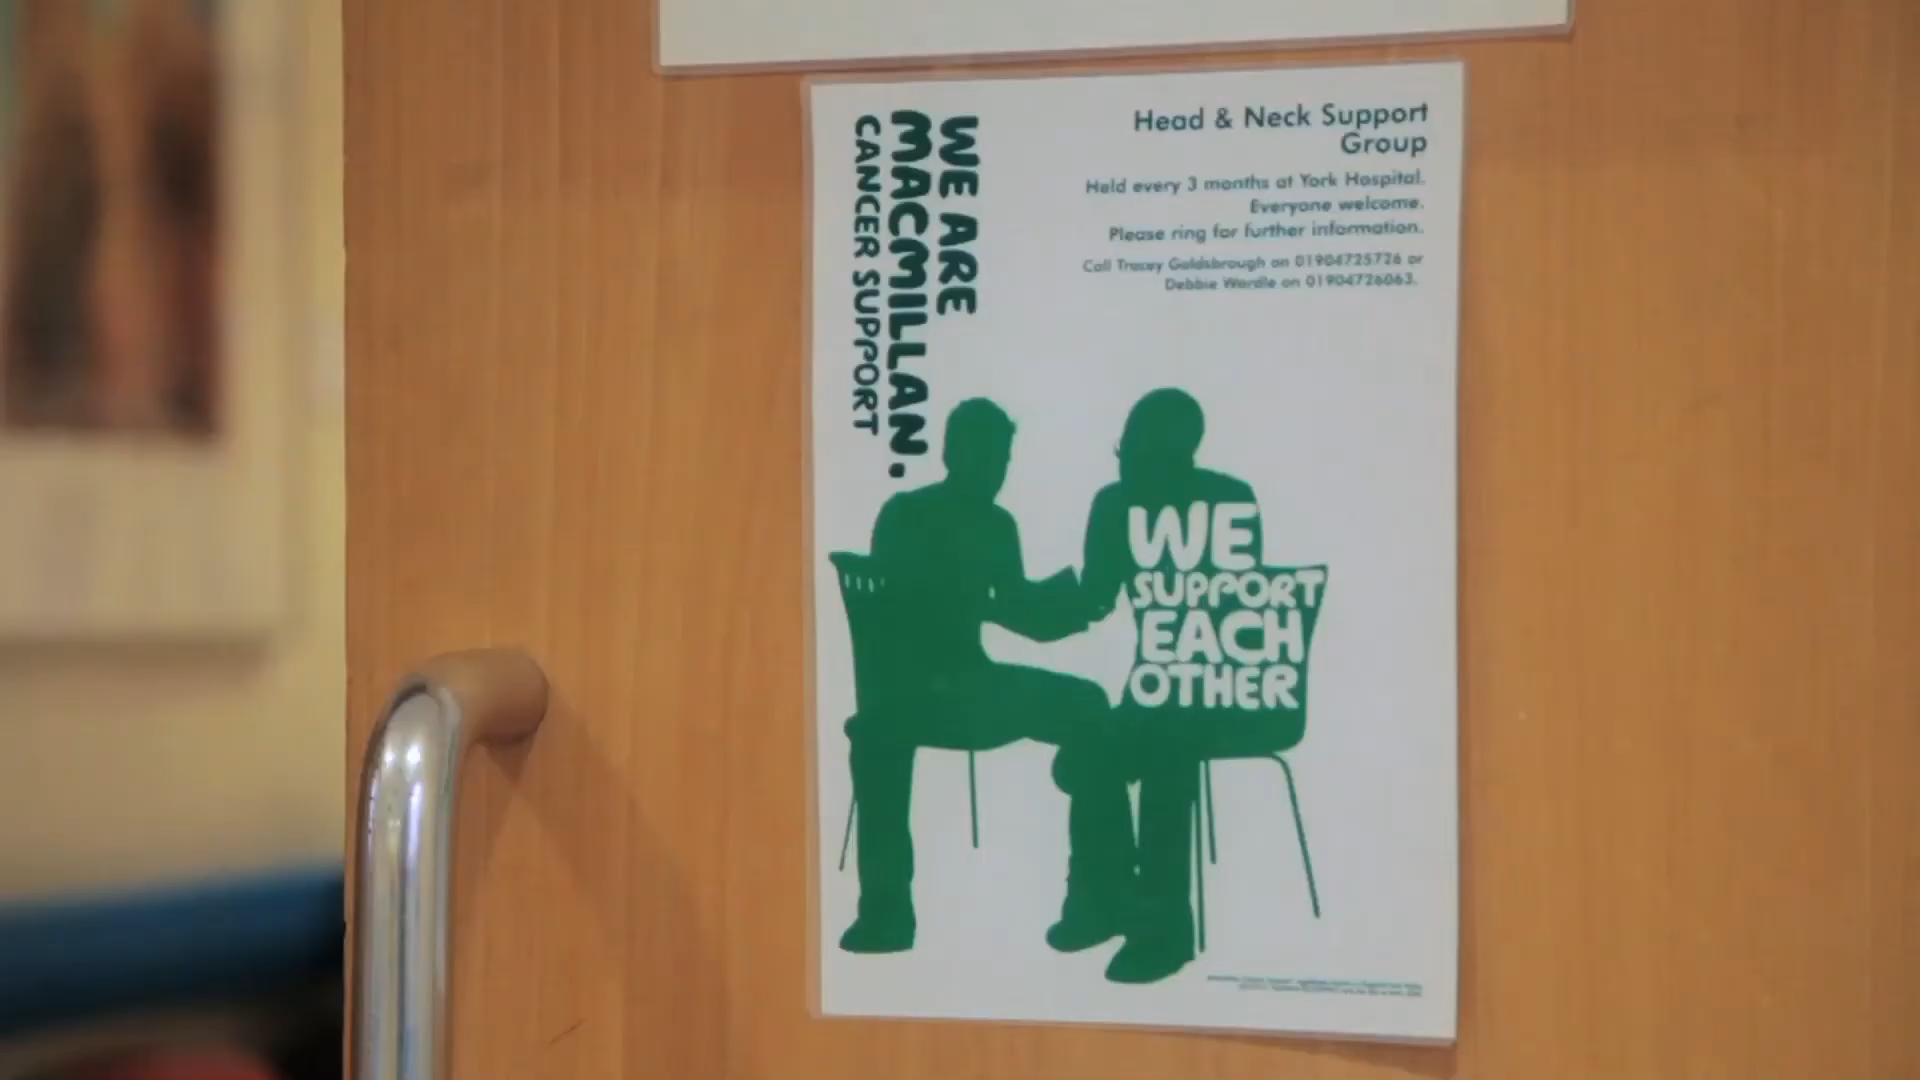 WE ARE
MACMILLAN.
CANCER SUPPORT
Head & Neck Support
Group
Held every 3 months at York Hospital.
Everyone welcome.
Please ring for further information.
Call Tracey Goldsbrough on 01904725726 or
Debbie Wardle on 01904726063.
WE
SUPPORT
EACH
OTHER